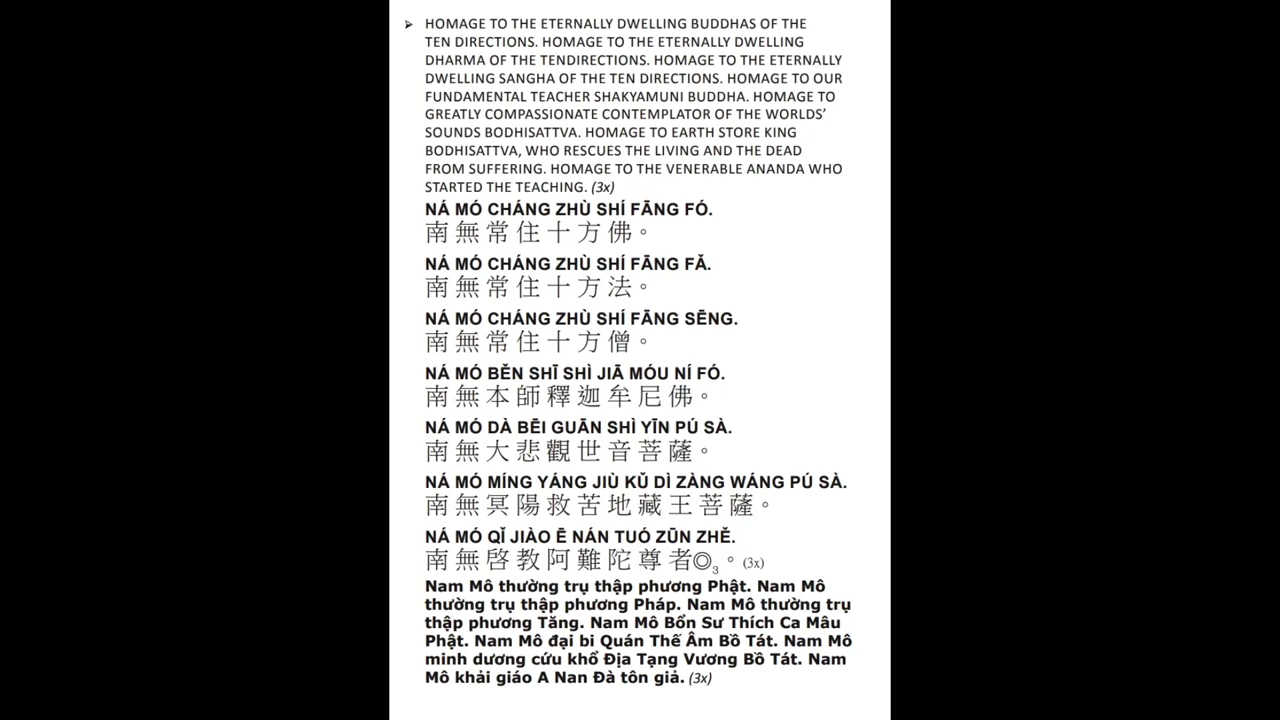 ➢ HOMAGE TO THE ETERNALLY DWELLING BUDDHAS OF THE
TEN DIRECTIONS. HOMAGE TO THE ETERNALLY DWELLING
DHARMA OF THE TENDIRECTIONS. HOMAGE TO THE ETERNALLY
DWELLING SANGHA OF THE TEN DIRECTIONS. HOMAGE TO OUR
FUNDAMENTAL TEACHER SHAKYAMUNI BUDDHA. HOMAGE TO
GREATLY COMPASSIONATE CONTEMPLATOR OF THE WORLDS’
SOUNDS BODHISATTVA. HOMAGE TO EARTH STORE KING
BODHISATTVA, WHO RESCUES THE LIVING AND THE DEAD
FROM SUFFERING. HOMAGE TO THE VENERABLE ANANDA WHO
STARTED THE TEACHING. (3x)
NÁ MÓ CHÁNG ZHÙ SHÍ FĀNG FÓ.
南無常住十方佛。
NÁ MÓ CHÁNG ZHÙ SHÍ FĀNG FǍ.
南無常住十方法。
NÁ MÓ CHÁNG ZHÙ SHÍ FĀNG SĒNG.
南無常住十方僧。
NÁ MÓ BĚN SHĪ SHÌ JIĀ MÓU NÍ FÓ.
南無本師釋迦牟尼佛。
NÁ MÓ DÀ BĒI GUĀN SHÌ YĪN PÚ SÀ.
南無大悲觀世音菩薩。
NÁ MÓ MÍNG YÁNG JIÙ KǓ DÌ ZÀNG WÁNG PÚ SÀ.
南無冥陽救苦地藏王菩薩。
NÁ MÓ QǏ JIÀO Ē NÁN TUÓ ZŪN ZHĚ.
南無啓教阿難陀尊者◎3。(3x)
Nam Mô thường trụ thập phương Phật. Nam Mô
thường trụ thập phương Pháp. Nam Mô thường trụ
thập phương Tăng. Nam Mô Bổn Sư Thích Ca Mâu
Phật. Nam Mô đại bi Quán Thế Âm Bồ Tát. Nam Mô
minh dương cứu khổ Địa Tạng Vương Bồ Tát. Nam
Mô khải giáo A Nan Đà tôn giả. (3x)